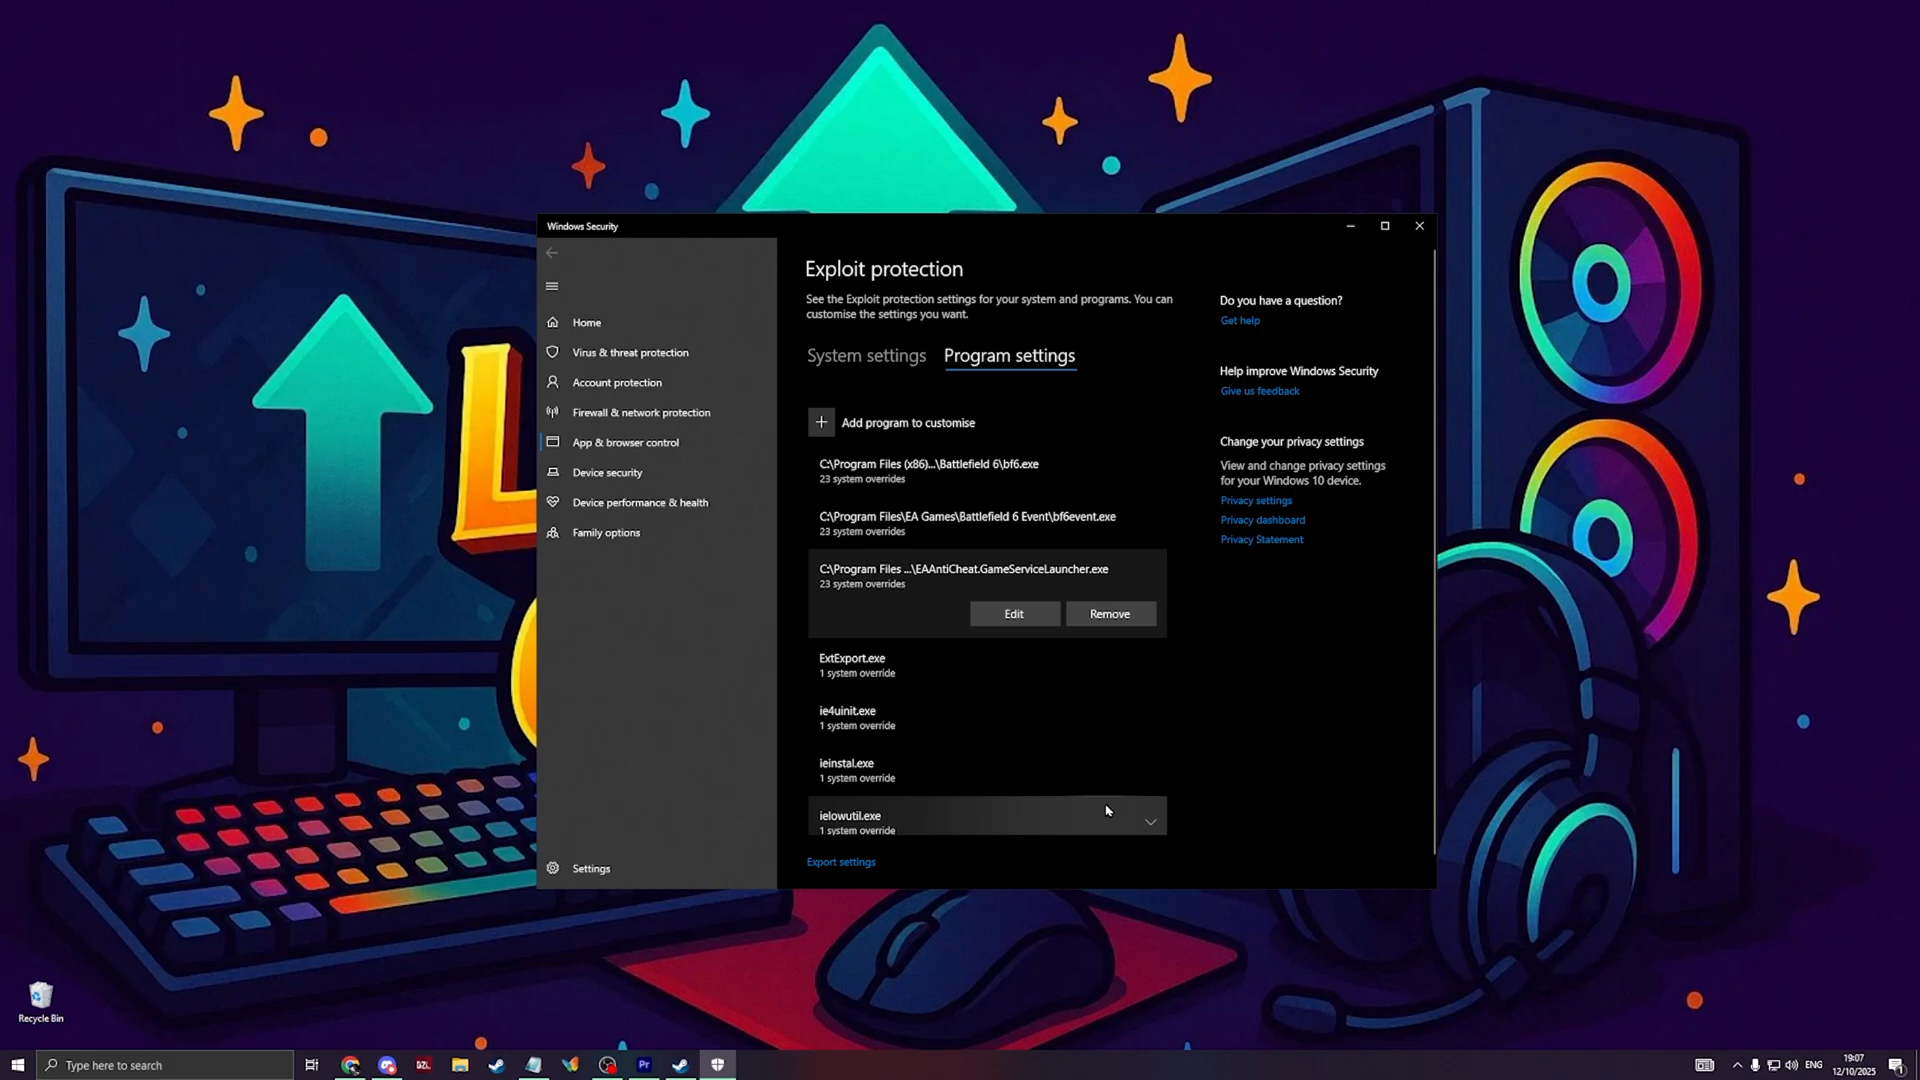 Windows Security
Home
Virus & threat protection
Account protection
Firewall & network protection
App & browser control
Device security
Device performance & health
Family options
Settings
Exploit protection
See the Exploit protection settings for your system and programs. You can
customise the settings you want.
System settings
Program settings
Add program to customise
C:\Program Files (x86)...\Battlefield 6\bf6.exe
23 system overrides
C:\Program Files\EA Games\Battlefield 6 Event\bf6event.exe
23 system overrides
C:\Program Files ...\EAAntiCheat.GameServiceLauncher.exe
23 system overrides
Edit
Remove
ExtExport.exe
1 system override
ie4uinit.exe
1 system override
ieinstal.exe
1 system override
ielowutil.exe
1 system override
Export settings
Do you have a question?
Get help
Help improve Windows Security
Give us feedback
Change your privacy settings
View and change privacy settings
for your Windows 10 device.
Privacy settings
Privacy dashboard
Privacy Statement
L
Recycle Bin
Type here to search
DZL
Pr
ENG
19:07
12/10/2025
1